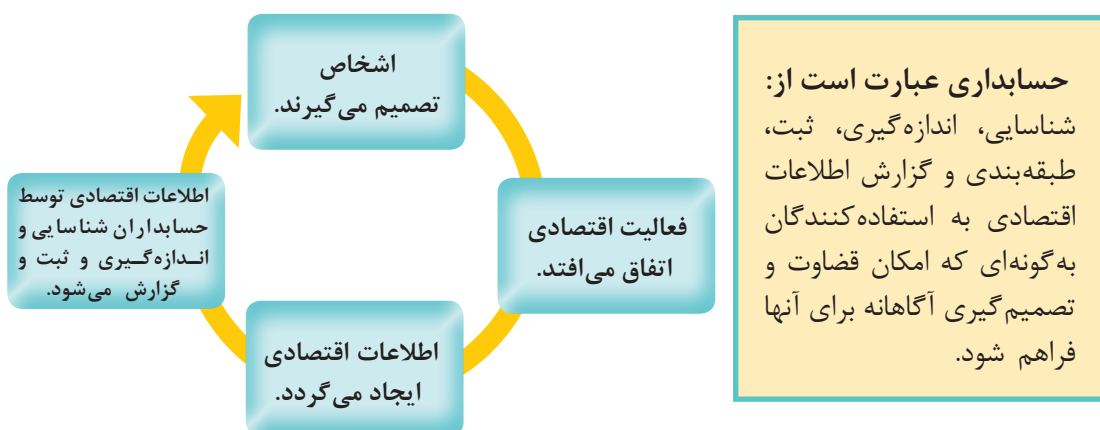 حسابداری عبارت است از:
شناسایی، اندازه‌گیری، ثبت،
طبقه‌بندی و گزارش اطلاعات
اقتصادی به استفاده‌کنندگان
به‌گونه‌ای که امکان قضاوت و
تصمیم‌گیری آگاهانه برای آنها
فراهم شود.
اشخاص
تصمیم می‌گیرند.
فعالیت اقتصادی
اتفاق می‌افتد.
اطلاعات اقتصادی
ایجاد می‌گردد.
اطلاعات اقتصادی توسط
حسابداران شناسایی و
انـدازه‌گـیری و ثبت و
گزارش می‌شود.